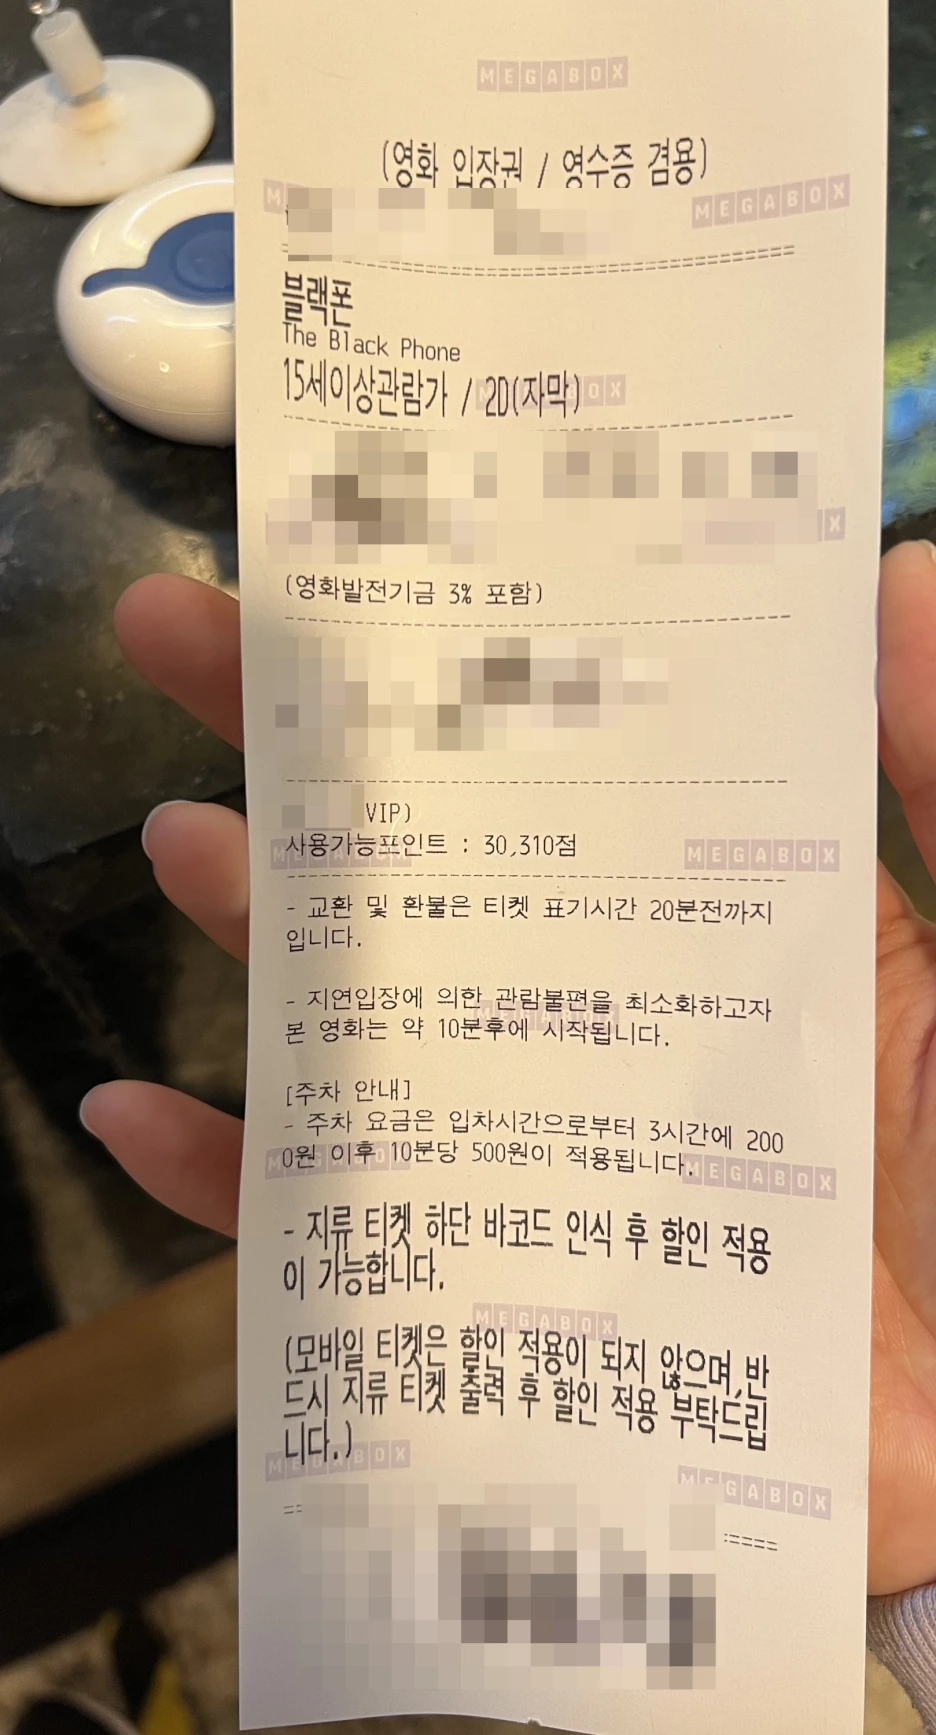 MEGABOX
(영화 입장권 / 영수증 겸용)
MEGABOX
블랙폰
The Black Phone
15세이상관람가 / 2D(자막)
(영화발전기금 3% 포함)
VIP)
사용가능포인트 : 30,310점
MEGABOX
- 교환 및 환불은 티켓 표기시간 20분전까지
입니다.
- 지연입장에 의한 관람불편을 최소화하고자
본 영화는 약 10분후에 시작됩니다.
[주차 안내]
- 주차 요금은 입차시간으로부터 3시간에 200
0원 이후 10분당 500원이 적용됩니다.
MEGABOX
- 지류 티켓 하단 바코드 인식 후 할인 적용
이 가능합니다.
MEGABOX
(모바일 티켓은 할인 적용이 되지 않으며,반
드시 지류 티켓 출력 후 할인 적용 부탁드립
니다.)
MEGABOX
MEGABOX